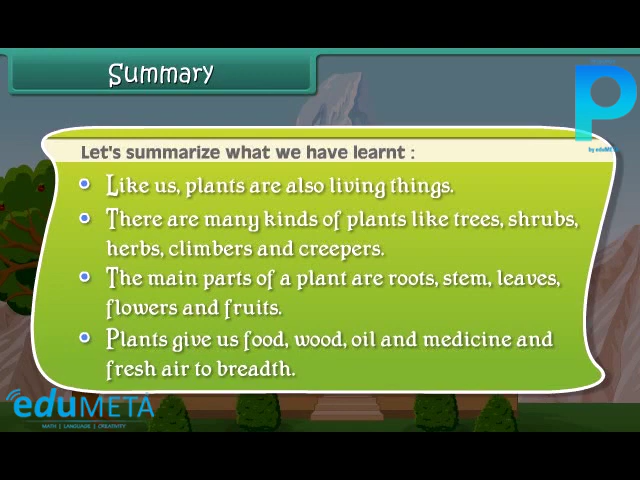 Summary
P
by eduMETA
Let's summarize what we have learnt :
Like us, plants are also living things.
There are many kinds of plants like trees, shrubs,
herbs, climbers and creepers.
The main parts of a plant are roots, stem, leaves,
flowers and fruits.
Plants give us food, wood, oil and medicine and
fresh air to breadth.
eduMETA
MATH | LANGUAGE | CREATIVITY